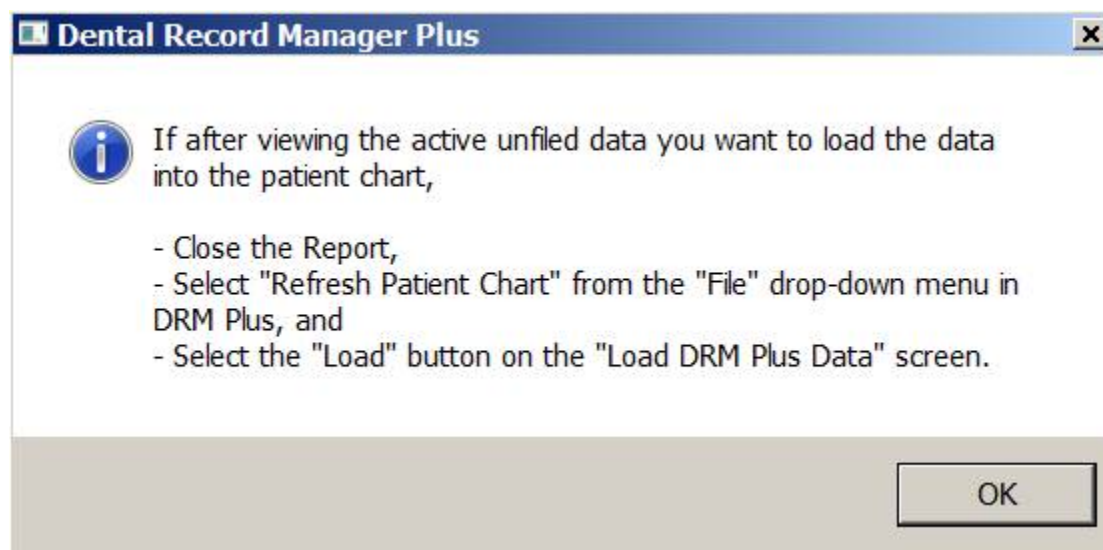 Dental Record Manager Plus
If after viewing the active unfiled data you want to load the data
into the patient chart,
- Close the Report,
- Select "Refresh Patient Chart" from the "File" drop-down menu in
DRM Plus, and
- Select the "Load" button on the "Load DRM Plus Data" screen.
OK